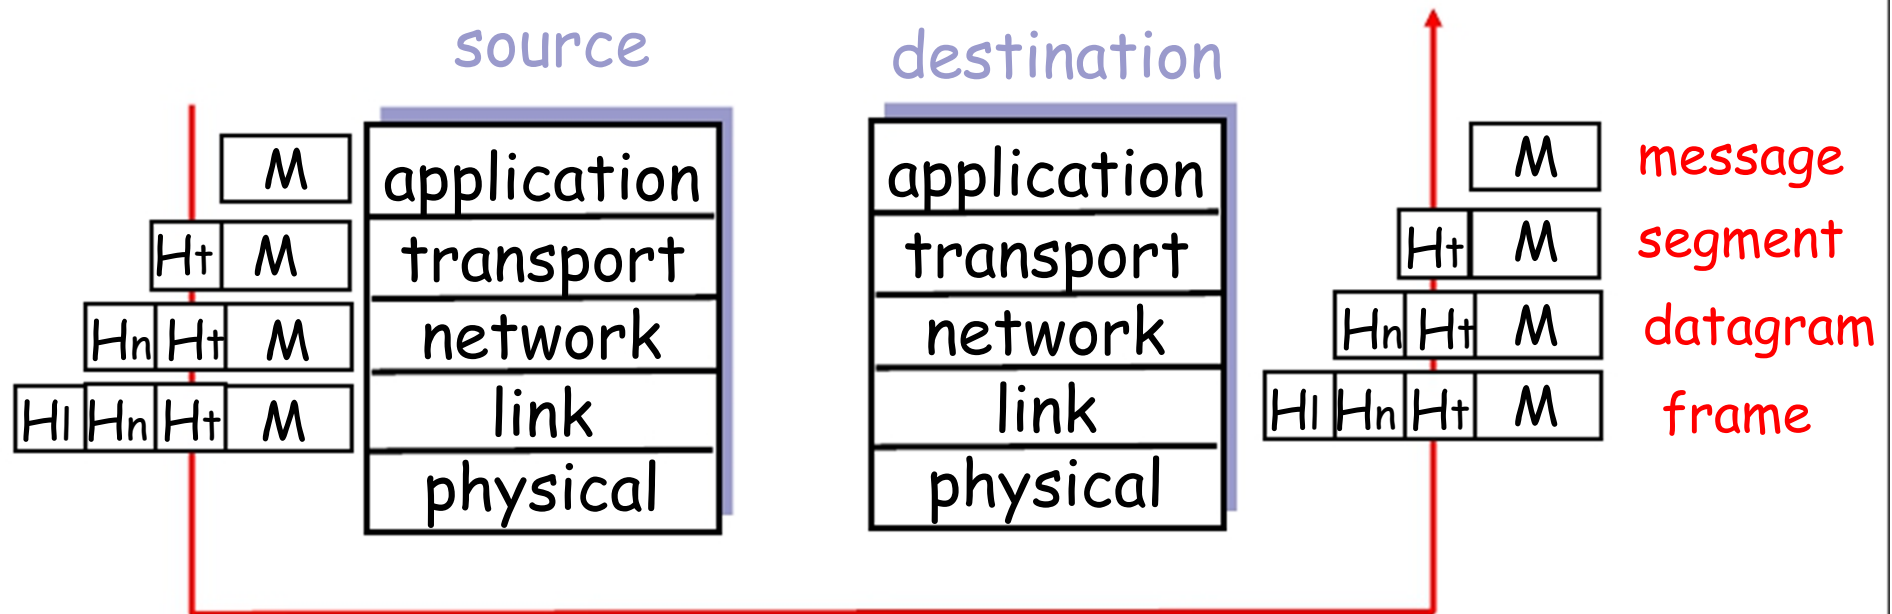 source destination
M application application M message
Ht M transport transport Ht M segment
Hn Ht M network network Hn Ht M datagram
Hl Hn Ht M link link Hl Hn Ht M frame
physical physical